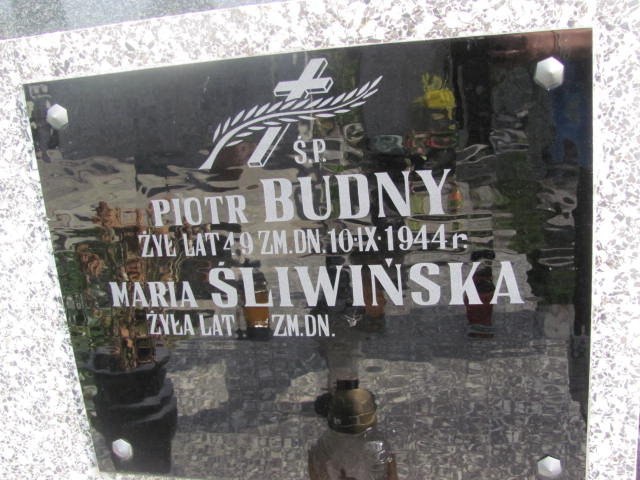 Ś.P.
PIOTR BUDNY
ŻYŁ LAT 49 ZM. DN. 10·IX·1944 r.
MARIA ŚLIWIŃSKA
ŻYŁA LAT ZM. DN.